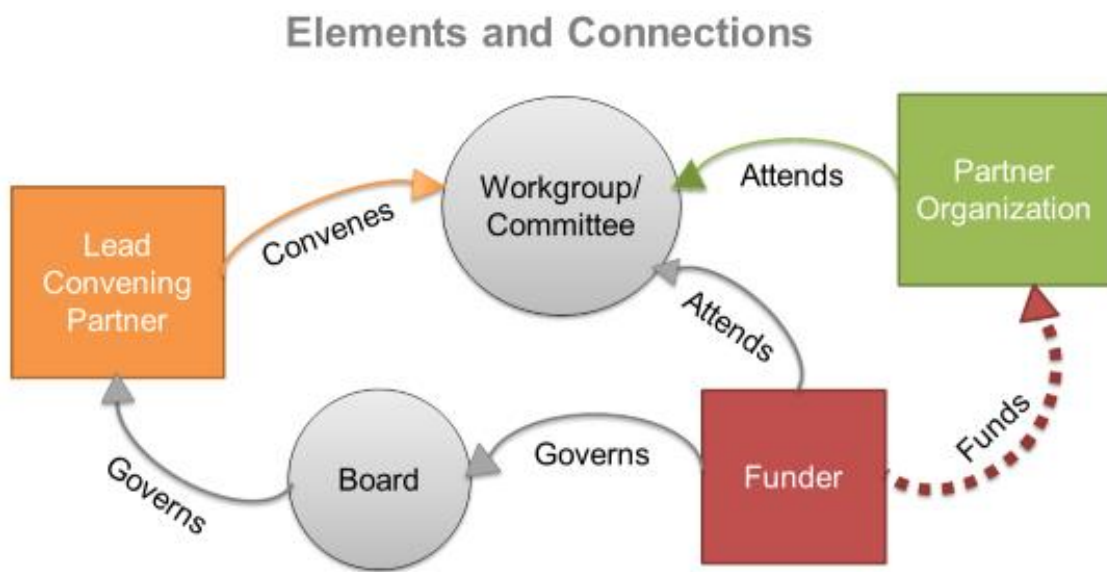 Elements and Connections
Workgroup/
Committee
Attends
Partner
Organization
Convenes
Lead
Convening
Partner
Attends
Funds
Governs
Board
Governs
Funder